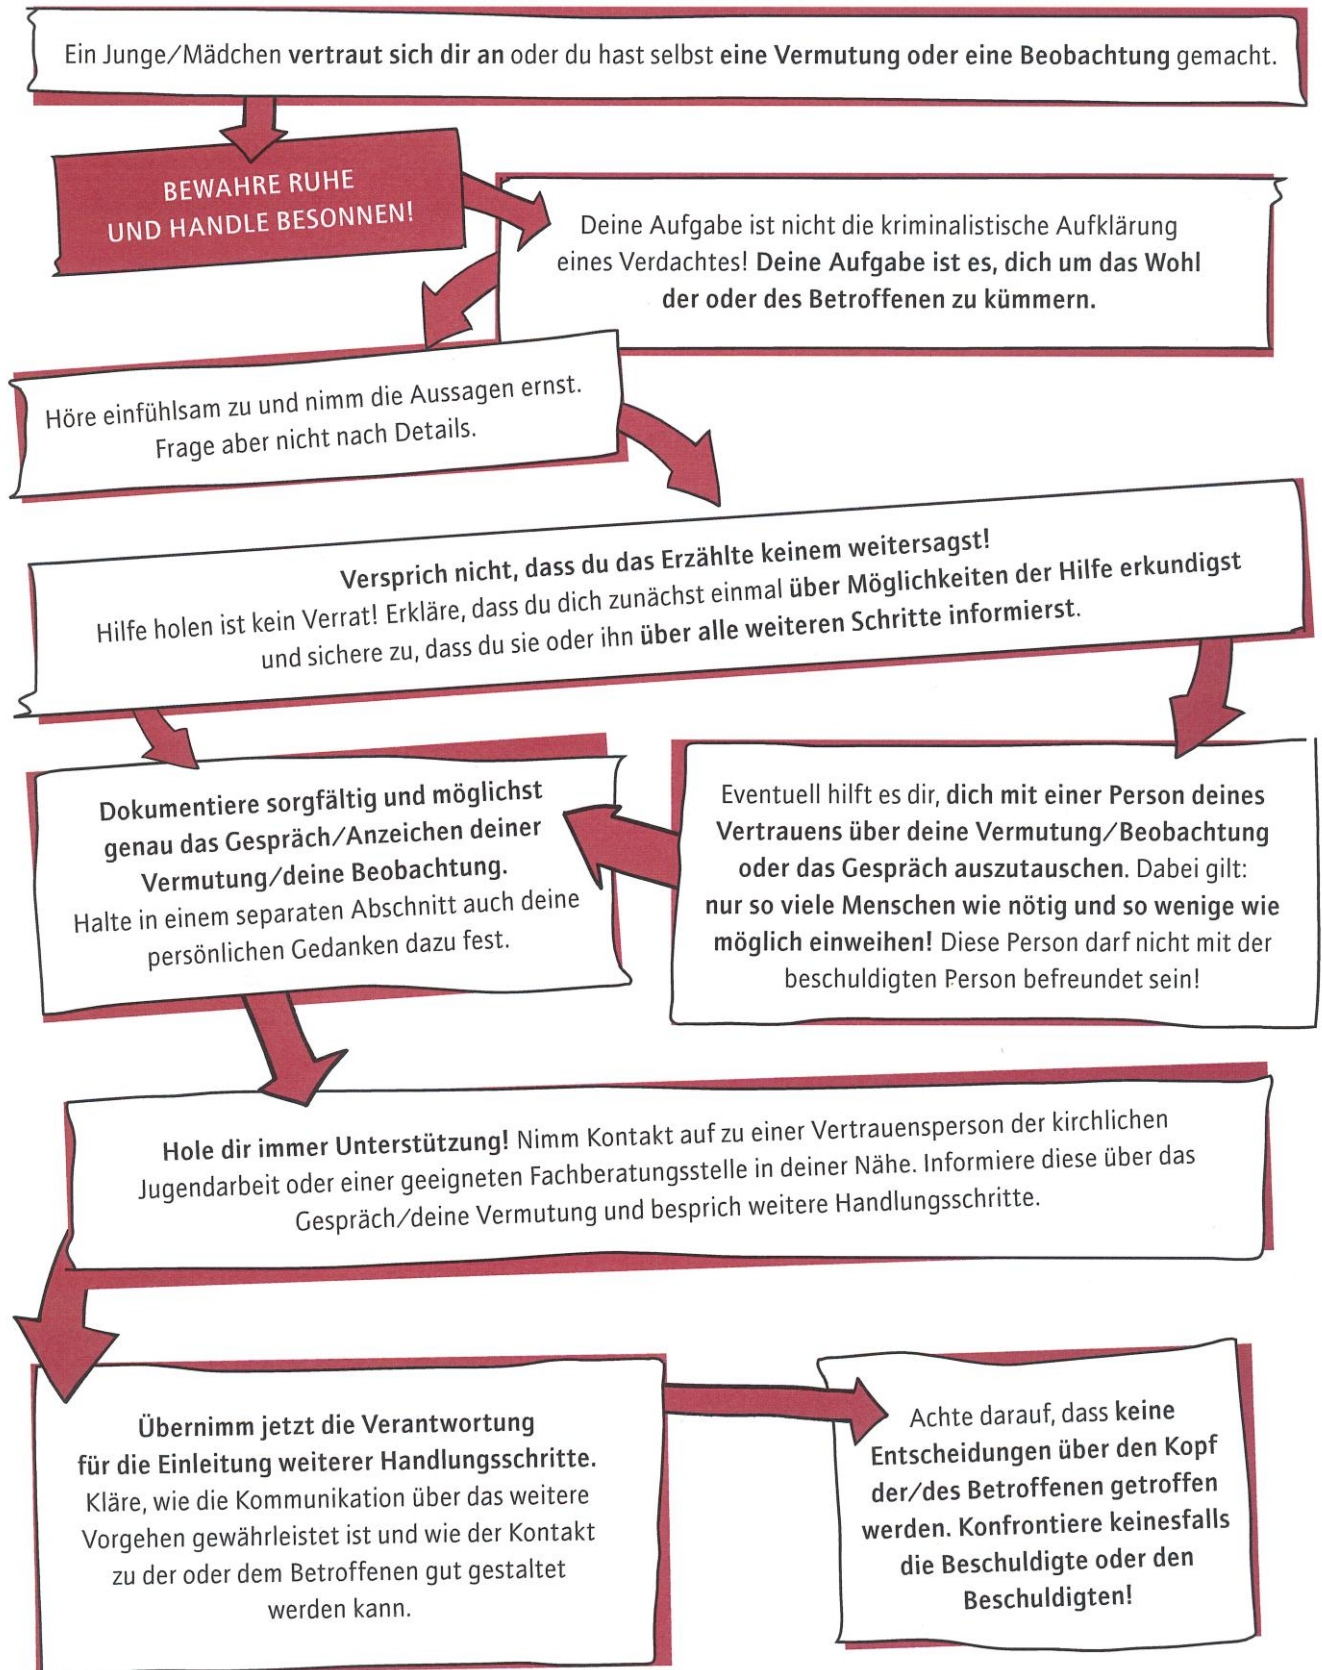 Ein Junge/Mädchen vertraut sich dir an oder du hast selbst eine Vermutung oder eine Beobachtung gemacht.
BEWAHRE RUHE
UND HANDLE BESONNEN!
Deine Aufgabe ist nicht die kriminalistische Aufklärung
eines Verdachtes! Deine Aufgabe ist es, dich um das Wohl
der oder des Betroffenen zu kümmern.
Höre einfühlsam zu und nimm die Aussagen ernst.
Frage aber nicht nach Details.
Versprich nicht, dass du das Erzählte keinem weitersagst!
Hilfe holen ist kein Verrat! Erkläre, dass du dich zunächst einmal über Möglichkeiten der Hilfe erkundigst
und sichere zu, dass du sie oder ihn über alle weiteren Schritte informierst.
Dokumentiere sorgfältig und möglichst
genau das Gespräch/Anzeichen deiner
Vermutung/deine Beobachtung.
Halte in einem separaten Abschnitt auch deine
persönlichen Gedanken dazu fest.
Eventuell hilft es dir, dich mit einer Person deines
Vertrauens über deine Vermutung/Beobachtung
oder das Gespräch auszutauschen. Dabei gilt:
nur so viele Menschen wie nötig und so wenige wie
möglich einweihen! Diese Person darf nicht mit der
beschuldigten Person befreundet sein!
Hole dir immer Unterstützung! Nimm Kontakt auf zu einer Vertrauensperson der kirchlichen
Jugendarbeit oder einer geeigneten Fachberatungsstelle in deiner Nähe. Informiere diese über das
Gespräch/deine Vermutung und besprich weitere Handlungsschritte.
Übernimm jetzt die Verantwortung
für die Einleitung weiterer Handlungsschritte.
Kläre, wie die Kommunikation über das weitere
Vorgehen gewährleistet ist und wie der Kontakt
zu der oder dem Betroffenen gut gestaltet
werden kann.
Achte darauf, dass keine
Entscheidungen über den Kopf
der/des Betroffenen getroffen
werden. Konfrontiere keinesfalls
die Beschuldigte oder den
Beschuldigten!